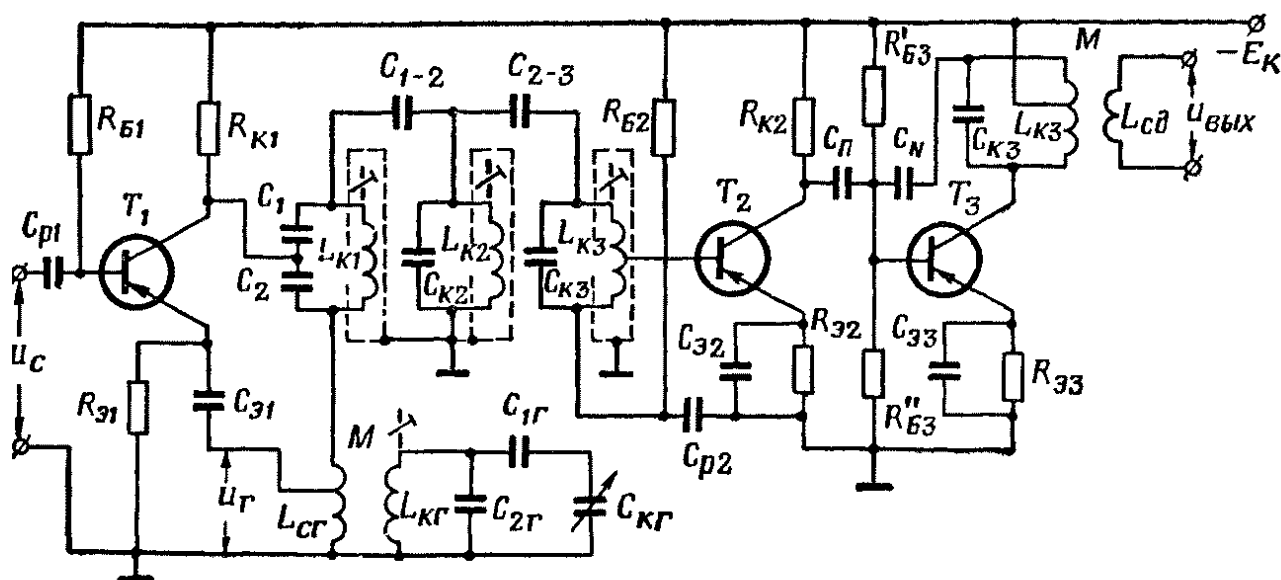 R'Б3
M
– Eк
C1-2
C2-3
RБ1
RК1
RБ2
RК2
Cп
CN
CК3
LК3
Lсд
uвых
T1
C1
T2
T3
Cр1
LК1
LК2
LК3
C2
CК2
CК3
uс
Cэ2
Rэ2
Cэ3
Rэ3
Rэ1
Cэ1
M
C1г
Cр2
R''Б3
uг
Lсг
Lкг
C2г
Cкг